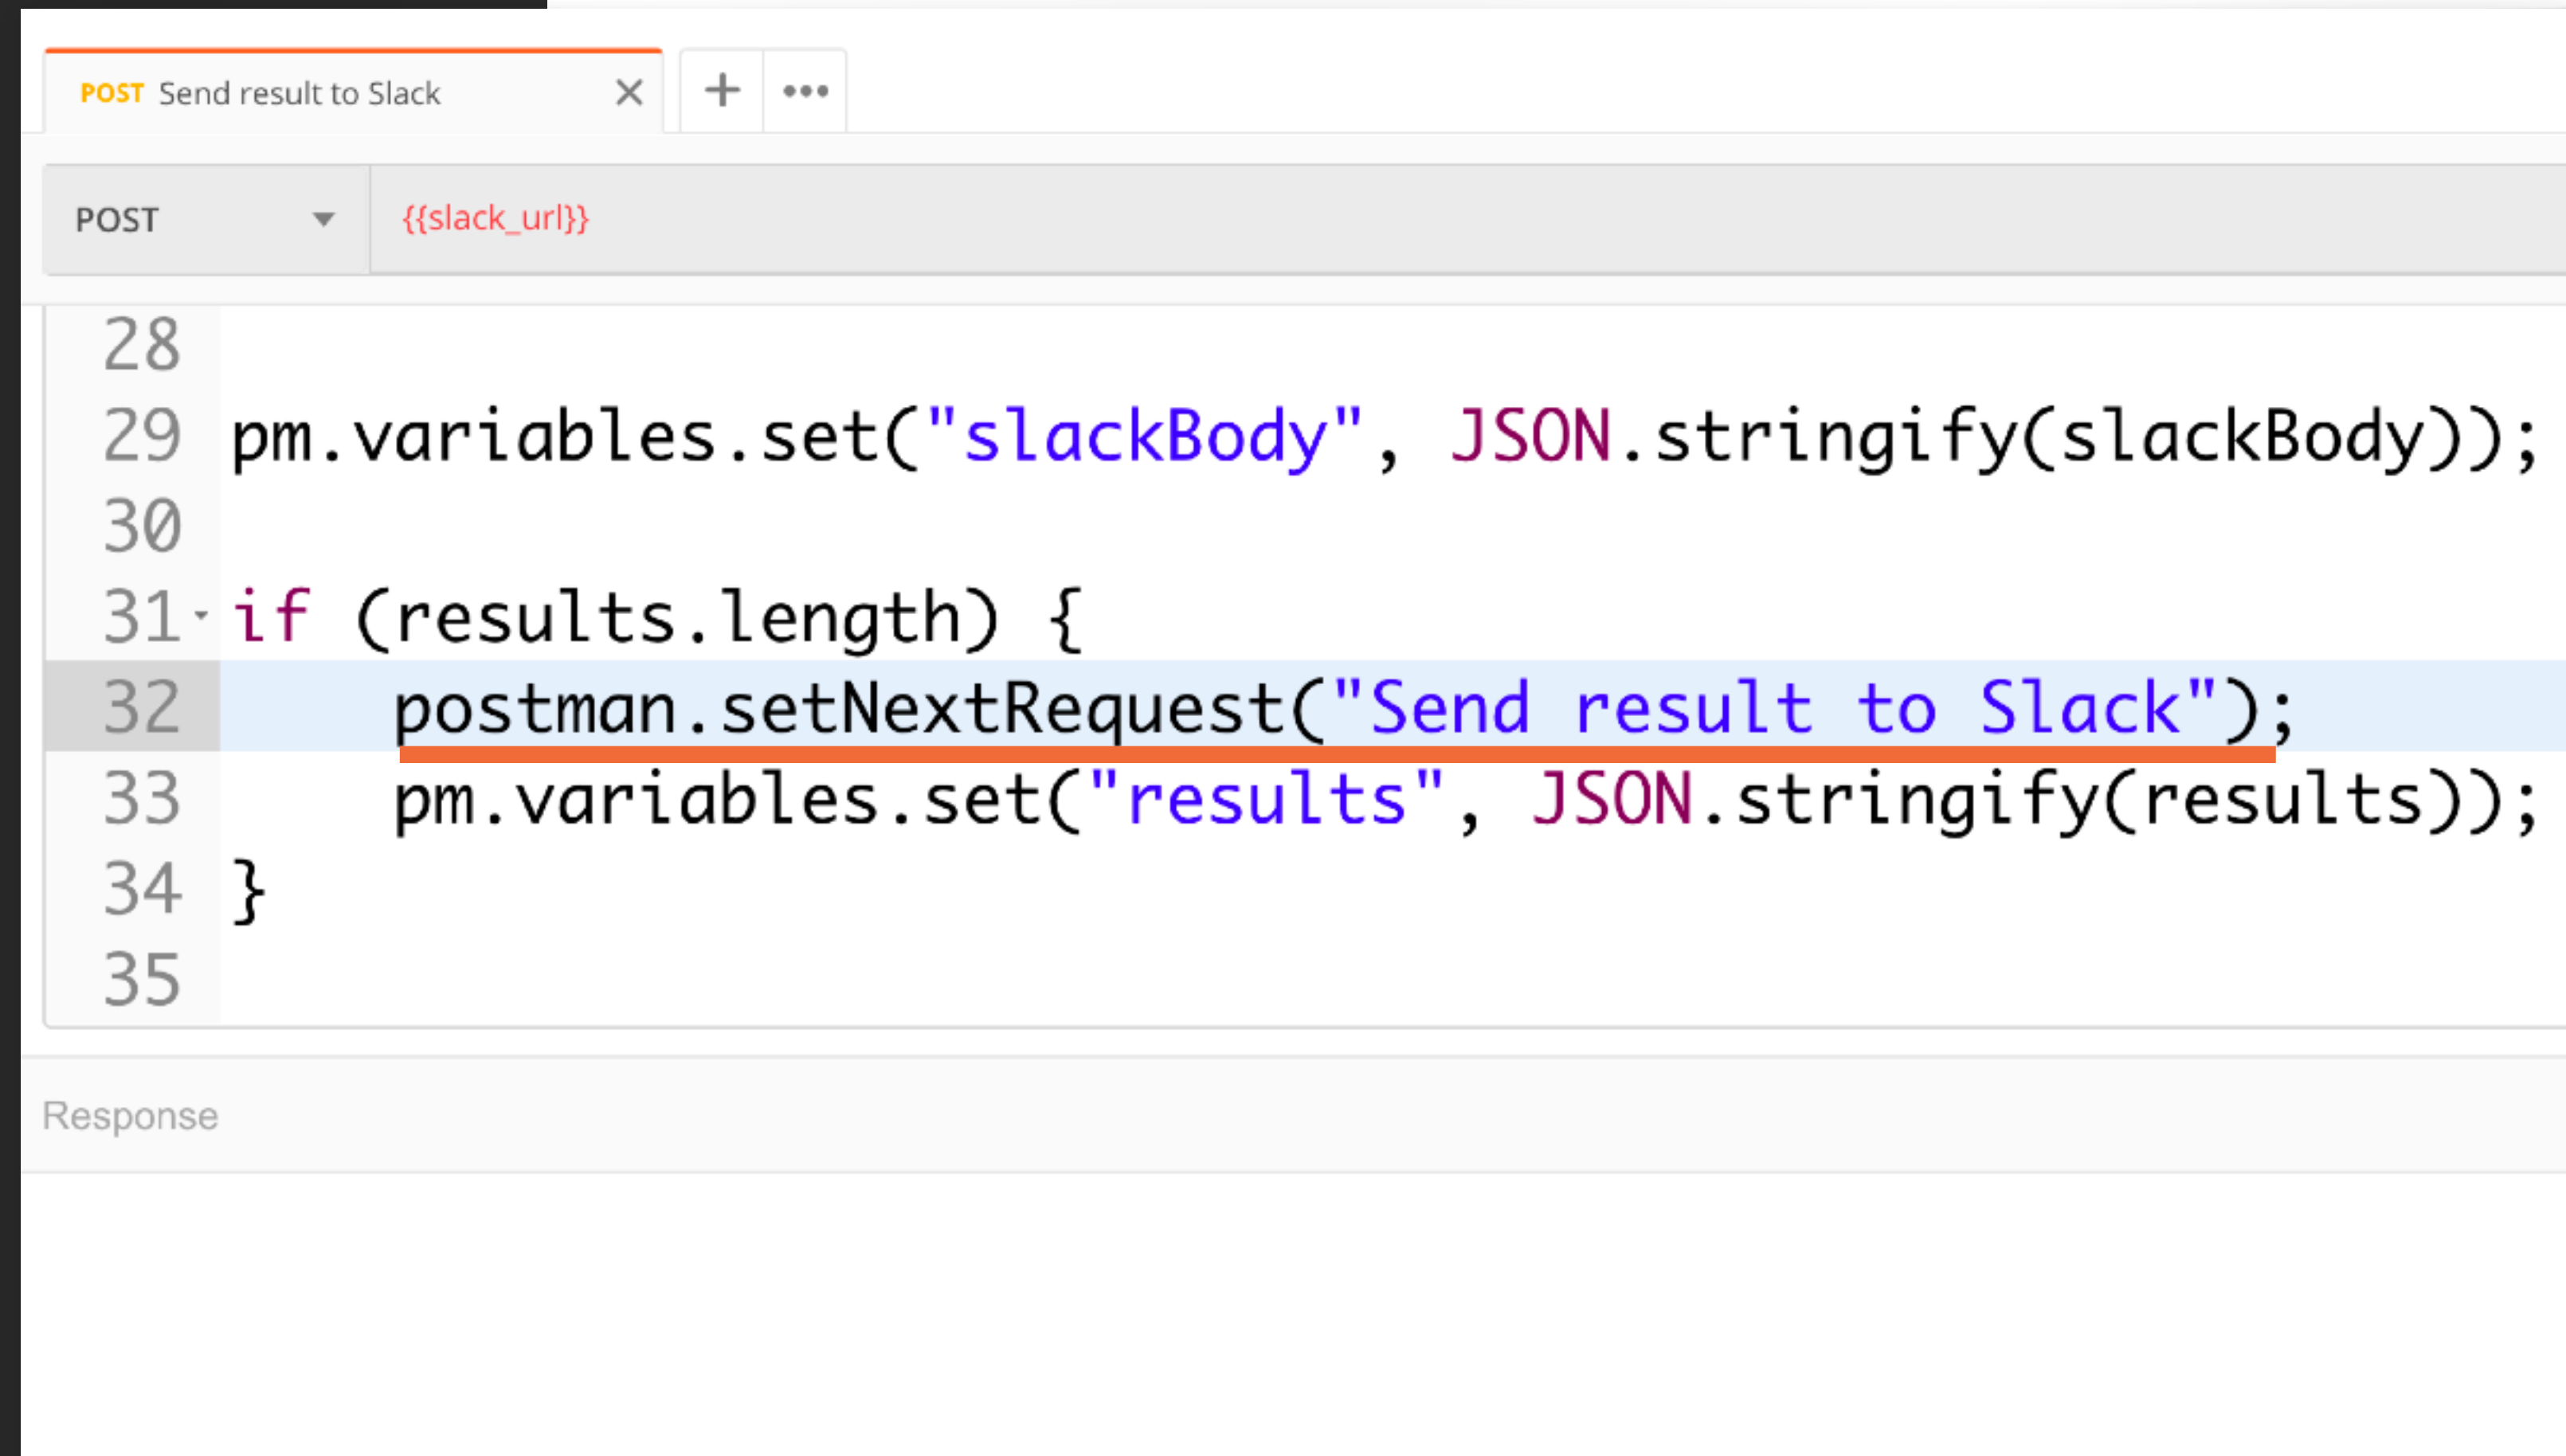 POST Send result to Slack
POST {{slack_url}}
28
29 pm.variables.set("slackBody", JSON.stringify(slackBody));
30
31 if (results.length) {
32 postman.setNextRequest("Send result to Slack");
33 pm.variables.set("results", JSON.stringify(results));
34 }
35
Response